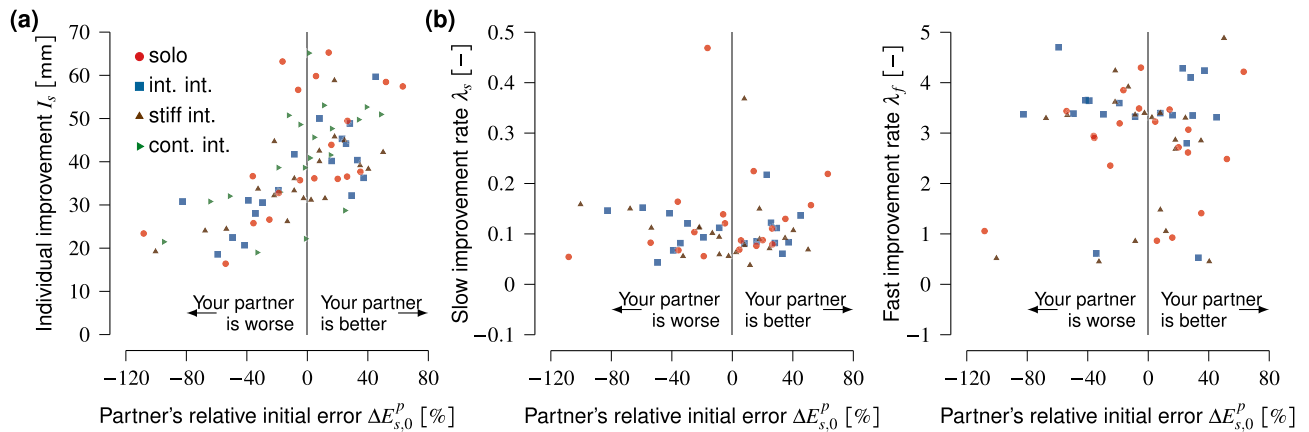 (a)
Individual improvement I_s [mm]
70
60
50
40
30
20
10
0
solo
int. int.
stiff int.
cont. int.
Your partner is worse
Your partner is better
−120 −80 −40 0 40 80
Partner's relative initial error ΔE^p_{s,0} [%]
(b)
Slow improvement rate λ_s [−]
0.5
0.4
0.3
0.2
0.1
0
−0.1
Your partner is worse
Your partner is better
−120 −80 −40 0 40 80
Partner's relative initial error ΔE^p_{s,0} [%]
Fast improvement rate λ_f [−]
5
4
3
2
1
0
−1
Your partner is worse
Your partner is better
−120 −80 −40 0 40 80
Partner's relative initial error ΔE^p_{s,0} [%]